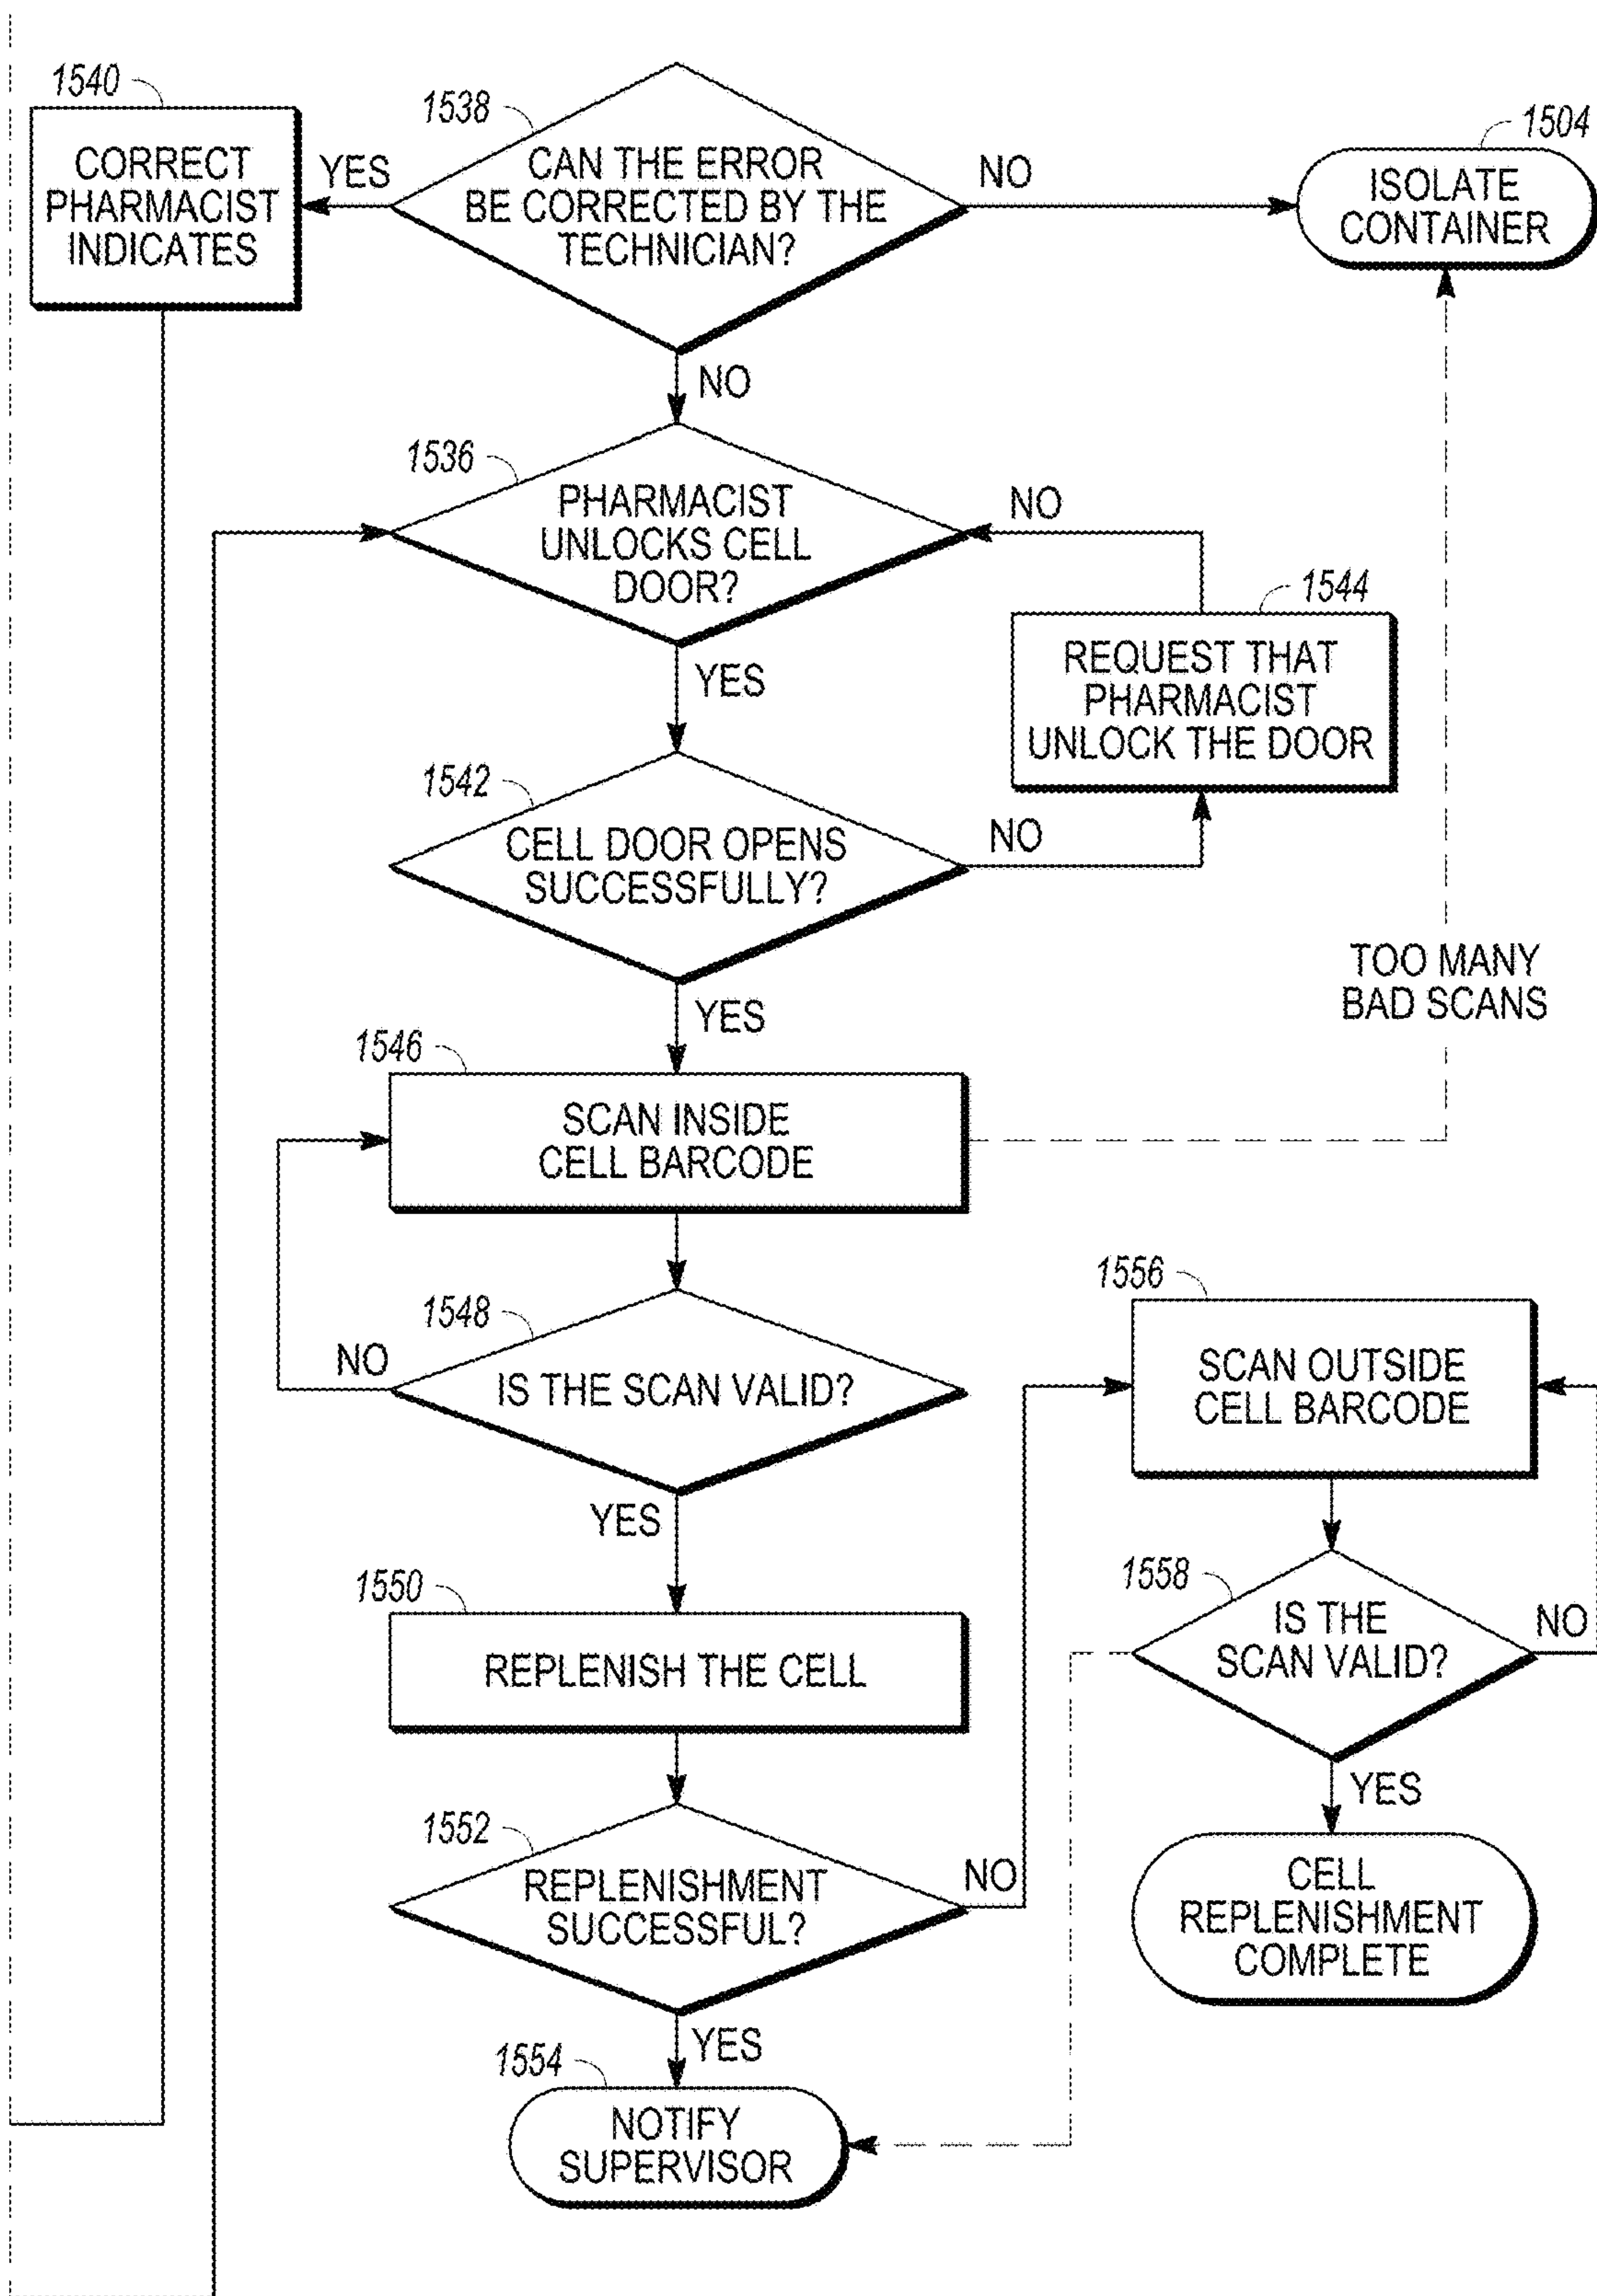 1540
CORRECT
PHARMACIST
INDICATES
YES
1538
CAN THE ERROR
BE CORRECTED BY THE
TECHNICIAN?
NO
1504
ISOLATE
CONTAINER
NO
1536
PHARMACIST
UNLOCKS CELL
DOOR?
NO
1544
REQUEST THAT
PHARMACIST
UNLOCK THE DOOR
YES
1542
CELL DOOR OPENS
SUCCESSFULLY?
NO
TOO MANY
BAD SCANS
YES
1546
SCAN INSIDE
CELL BARCODE
1548
NO
IS THE SCAN VALID?
1556
SCAN OUTSIDE
CELL BARCODE
YES
1550
REPLENISH THE CELL
1558
IS THE
SCAN VALID?
NO
YES
1552
REPLENISHMENT
SUCCESSFUL?
NO
CELL
REPLENISHMENT
COMPLETE
YES
1554
NOTIFY
SUPERVISOR